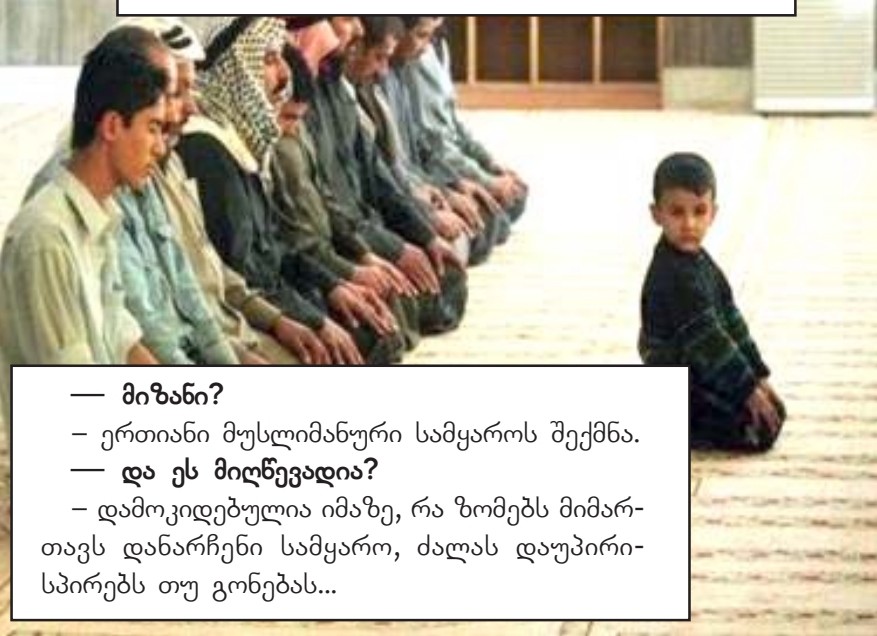 — მიზანი?
– ერთიანი მუსლიმანური სამყაროს შექმნა.
— და ეს მიღწევადია?
– დამოკიდებულია იმაზე, რა ზომებს მიმარ-
თავს დანარჩენი სამყარო, ძალას დაუპირი-
სპირებს თუ გონებას...